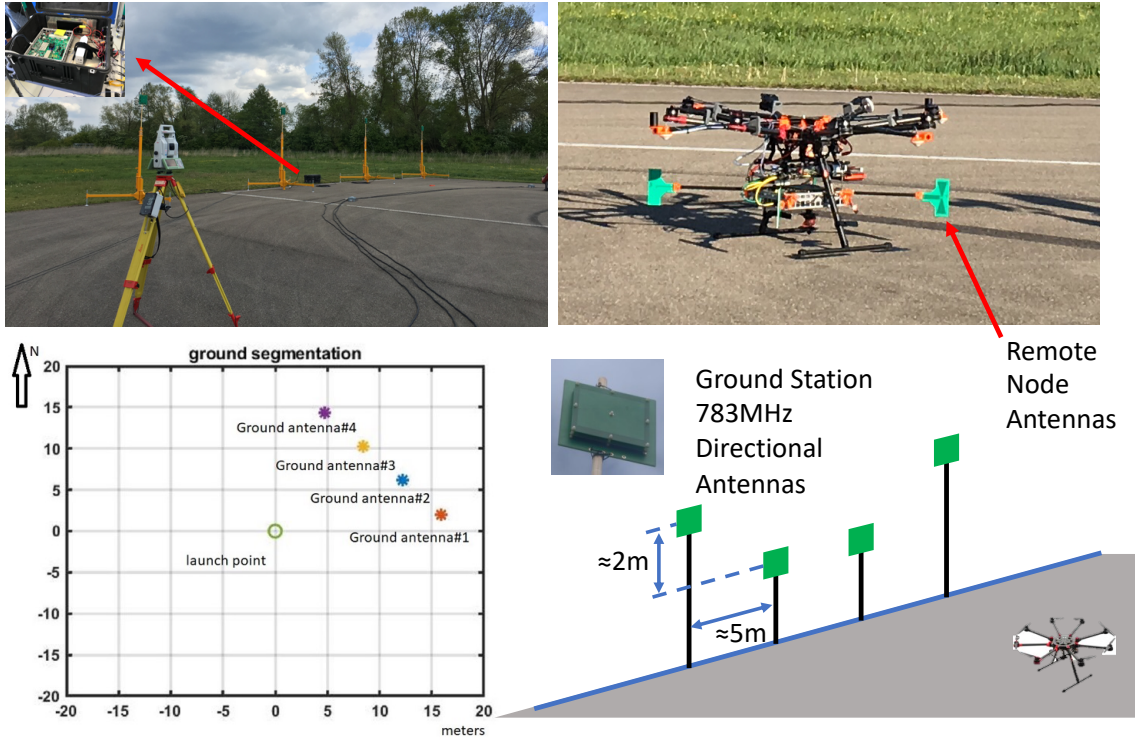 Remote
Node
Antennas
N
ground segmentation
20
15
10
5
0
-5
-10
-15
-20
-20
-15
-10
-5
0
5
10
15
20
meters
Ground antenna#4
Ground antenna#3
Ground antenna#2
Ground antenna#1
launch point
Ground Station
783MHz
Directional
Antennas
≈2m
≈5m